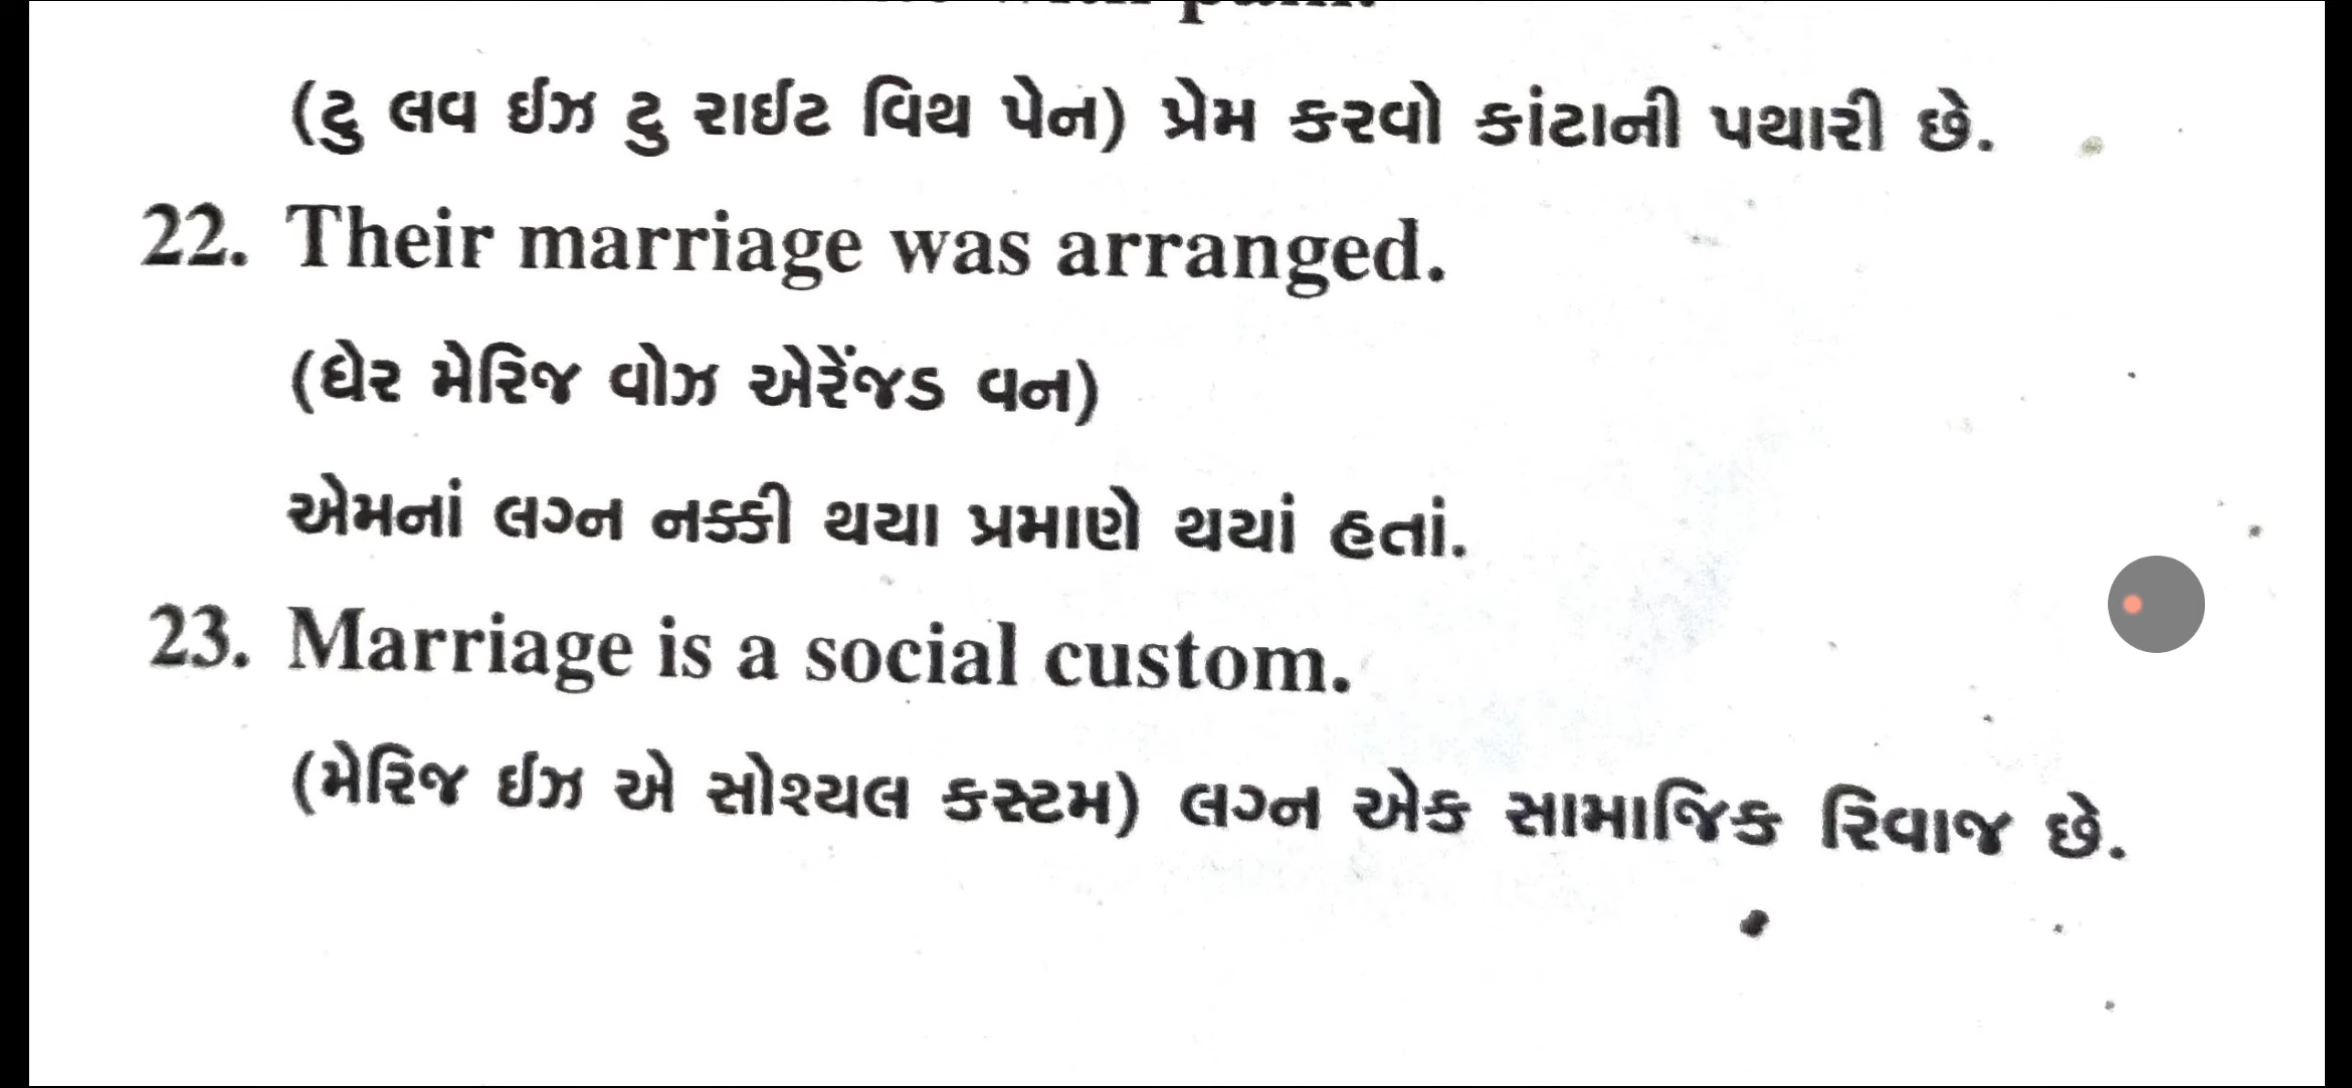 (ટુ લવ ઈઝ ટુ રાઈટ વિથ પેન) પ્રેમ કરવો કાંટાની પથારી છે.
22. Their marriage was arranged.
(ધેર મેરિજ વોઝ એરેંજડ વન)
એમનાં લગ્ન નક્કી થયા પ્રમાણે થયાં હતાં.
23. Marriage is a social custom.
(મેરિજ ઈઝ એ સોશ્યલ કસ્ટમ) લગ્ન એક સામાજિક રિવાજ છે.